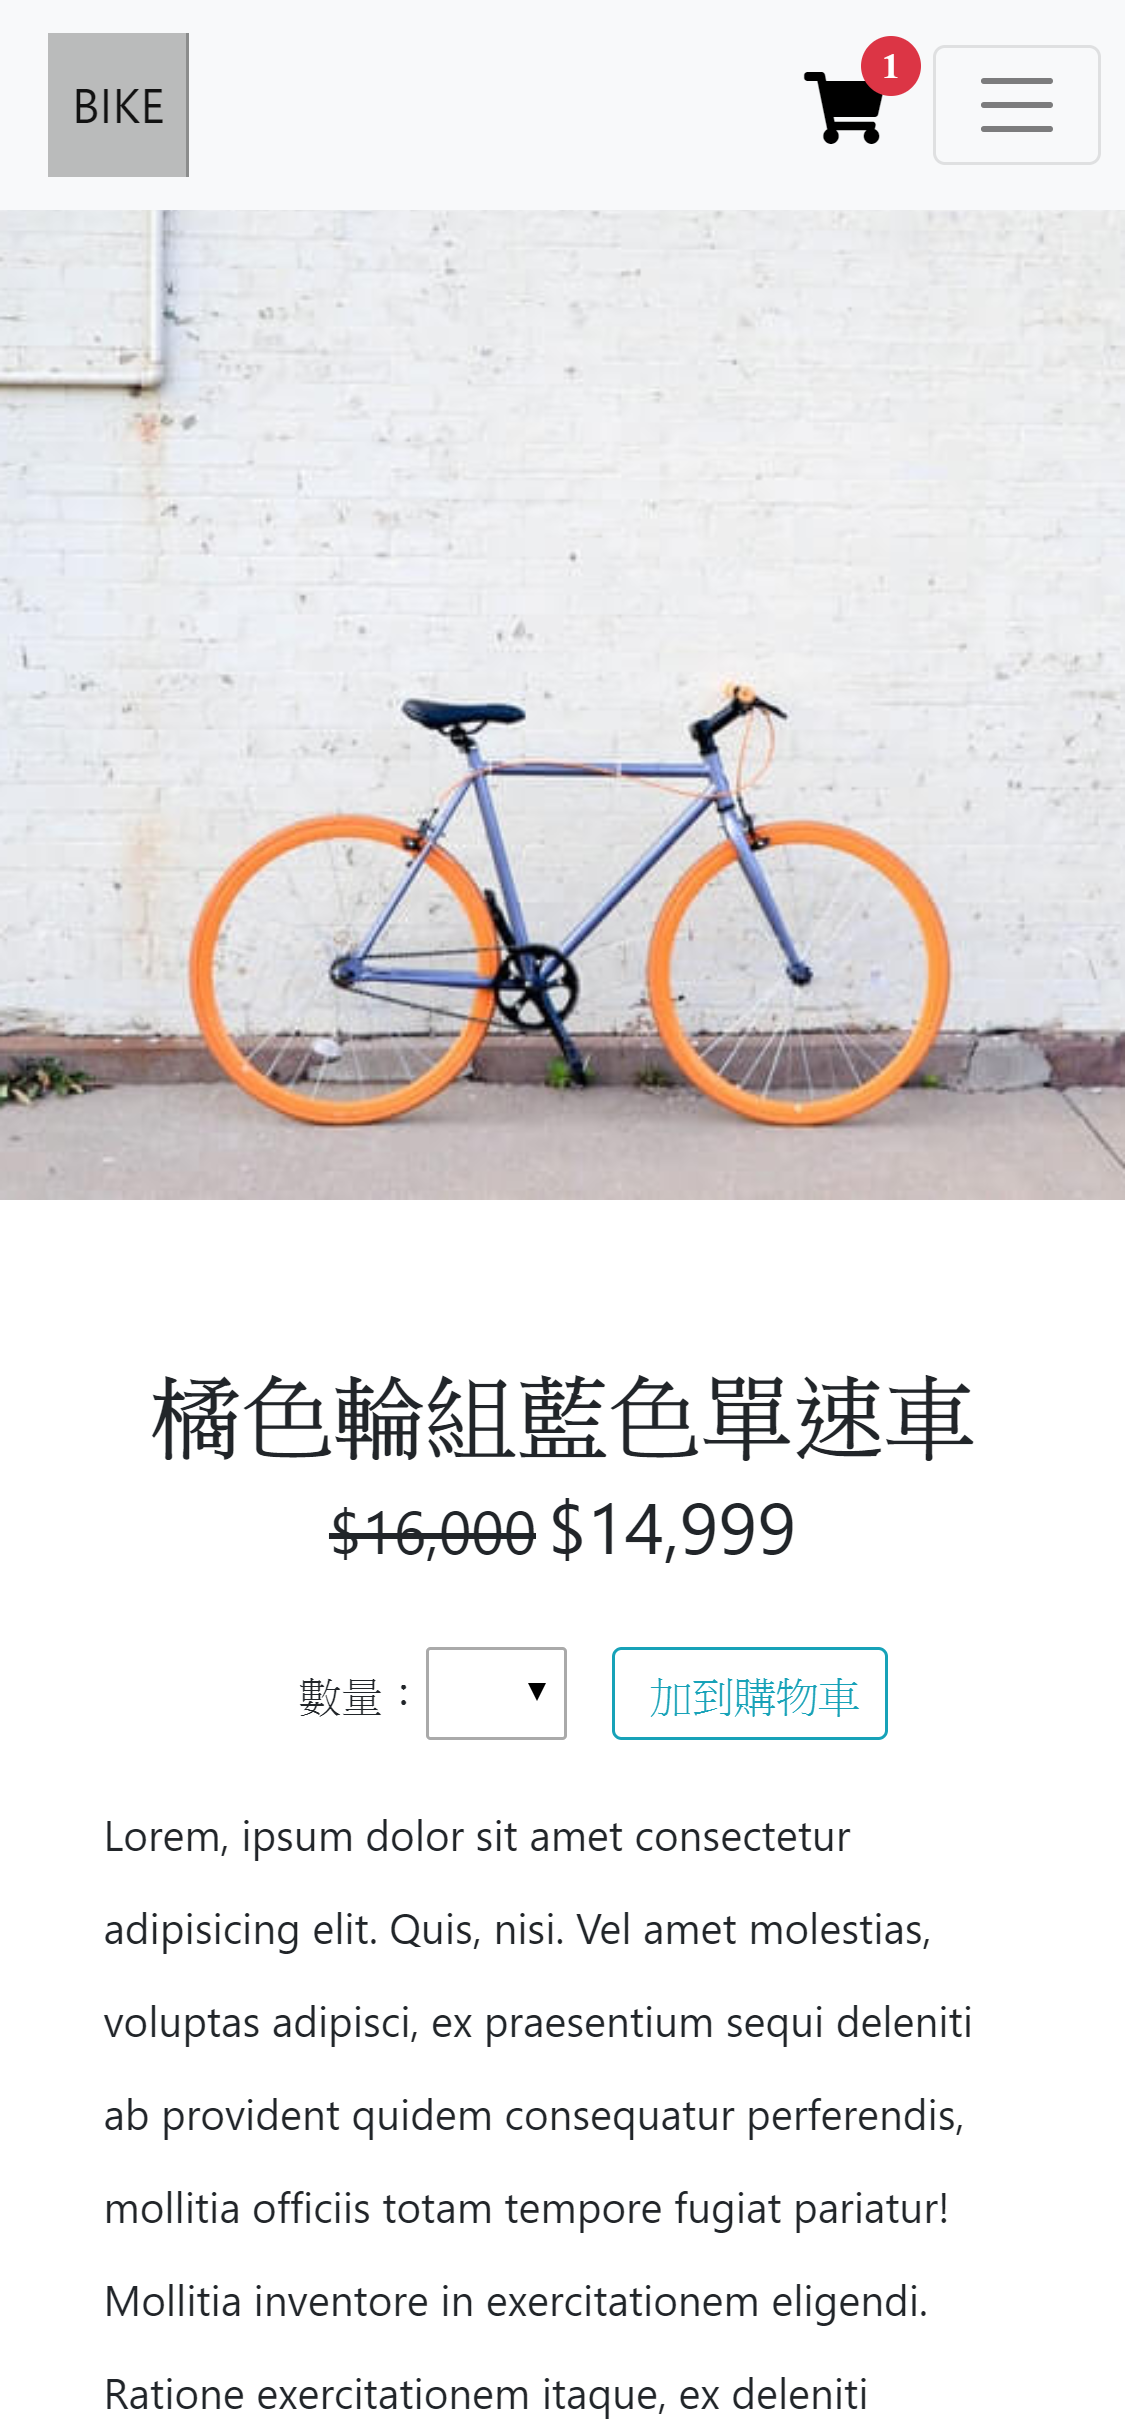 BIKE
1
橘色輪組藍色單速車
$16,000 $14,999
數量： 加到購物車
Lorem, ipsum dolor sit amet consectetur
adipisicing elit. Quis, nisi. Vel amet molestias,
voluptas adipisci, ex praesentium sequi deleniti
ab provident quidem consequatur perferendis,
mollitia officiis totam tempore fugiat pariatur!
Mollitia inventore in exercitationem eligendi.
Ratione exercitationem itaque, ex deleniti